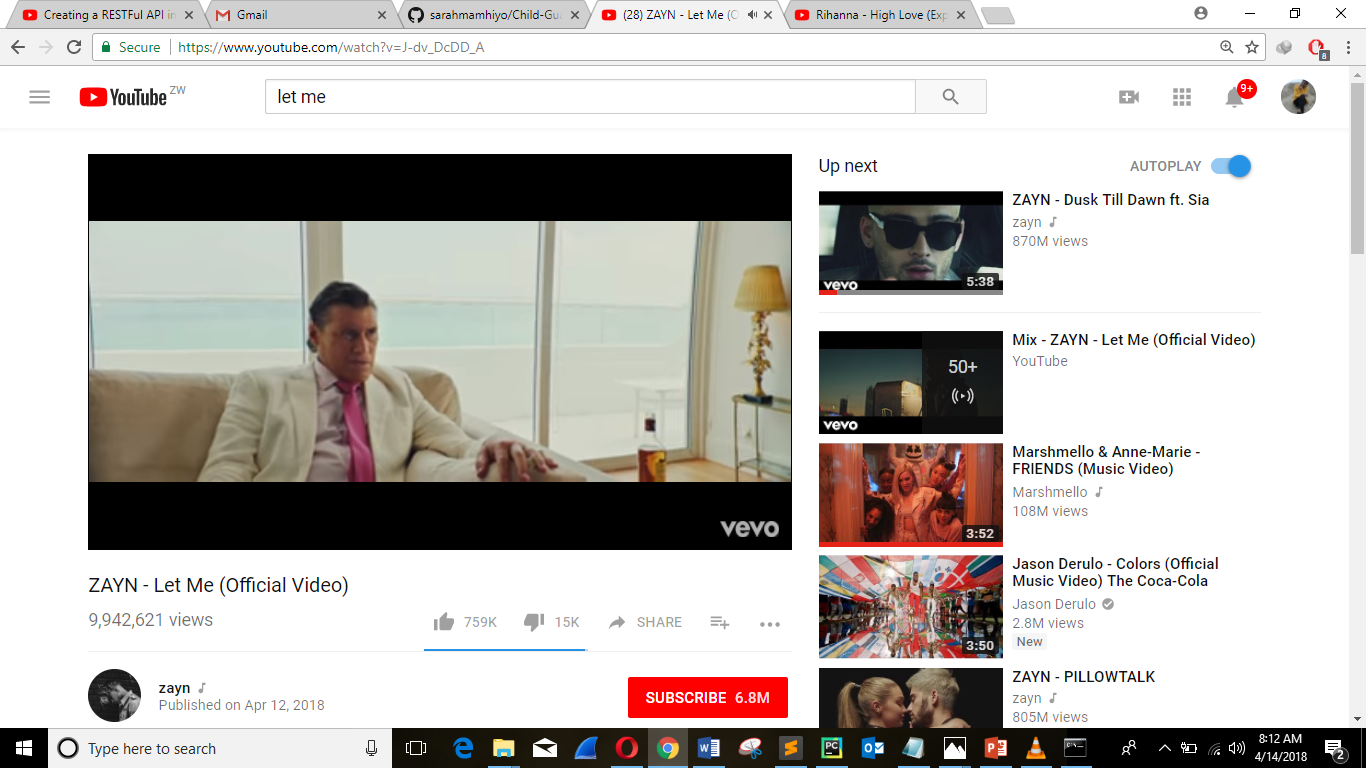 Creating a RESTFul API in
Gmail
sarahmamhiyo/Child-Gu
(28) ZAYN - Let Me (O
Rihanna - High Love (Exp
Secure
https://www.youtube.com/watch?v=J-dv_DcDD_A
8
YouTube ZW
let me
9+
Up next
AUTOPLAY
ZAYN - Dusk Till Dawn ft. Sia
zayn
870M views
vevo
5:38
Mix - ZAYN - Let Me (Official Video)
YouTube
50+
vevo
Marshmello & Anne-Marie -
FRIENDS (Music Video)
Marshmello
108M views
3:52
Jason Derulo - Colors (Official
Music Video) The Coca-Cola
Jason Derulo
2.8M views
New
3:50
ZAYN - PILLOWTALK
zayn
805M views
vevo
ZAYN - Let Me (Official Video)
9,942,621 views
759K
15K
SHARE
zayn
Published on Apr 12, 2018
SUBSCRIBE 6.8M
Type here to search
8:12 AM
4/14/2018
2